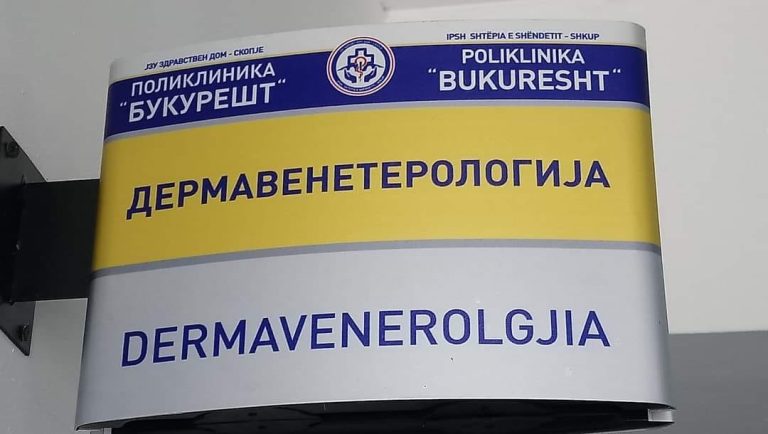 ЈЗУ ЗДРАВСТВЕН ДОМ - СКОПЈЕ
ПОЛИКЛИНИКА
"БУКУРЕШТ"
IPSH SHTËPIA E SHËNDETIT - SHKUP
POLIKLINIKA
"BUKURESHT"
ДЕРМАВЕНЕТЕРОЛОГИЈА
DERMAVENEROLGJIA